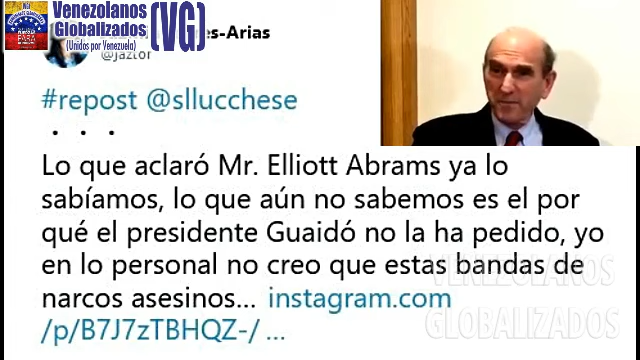 Venezolanos
Globalizados
(Unidos por Venezuela)
(VG)
es-Arias
@jaztor
#repost @sllucchese
. . .
Lo que aclaró Mr. Elliott Abrams ya lo
sabíamos, lo que aún no sabemos es el por
qué el presidente Guaidó no la ha pedido, yo
en lo personal no creo que estas bandas de
narcos asesinos... instagram.com
/p/B7J7zTBHQZ-/ ...
VENEZOLANOS
GLOBALIZADOS